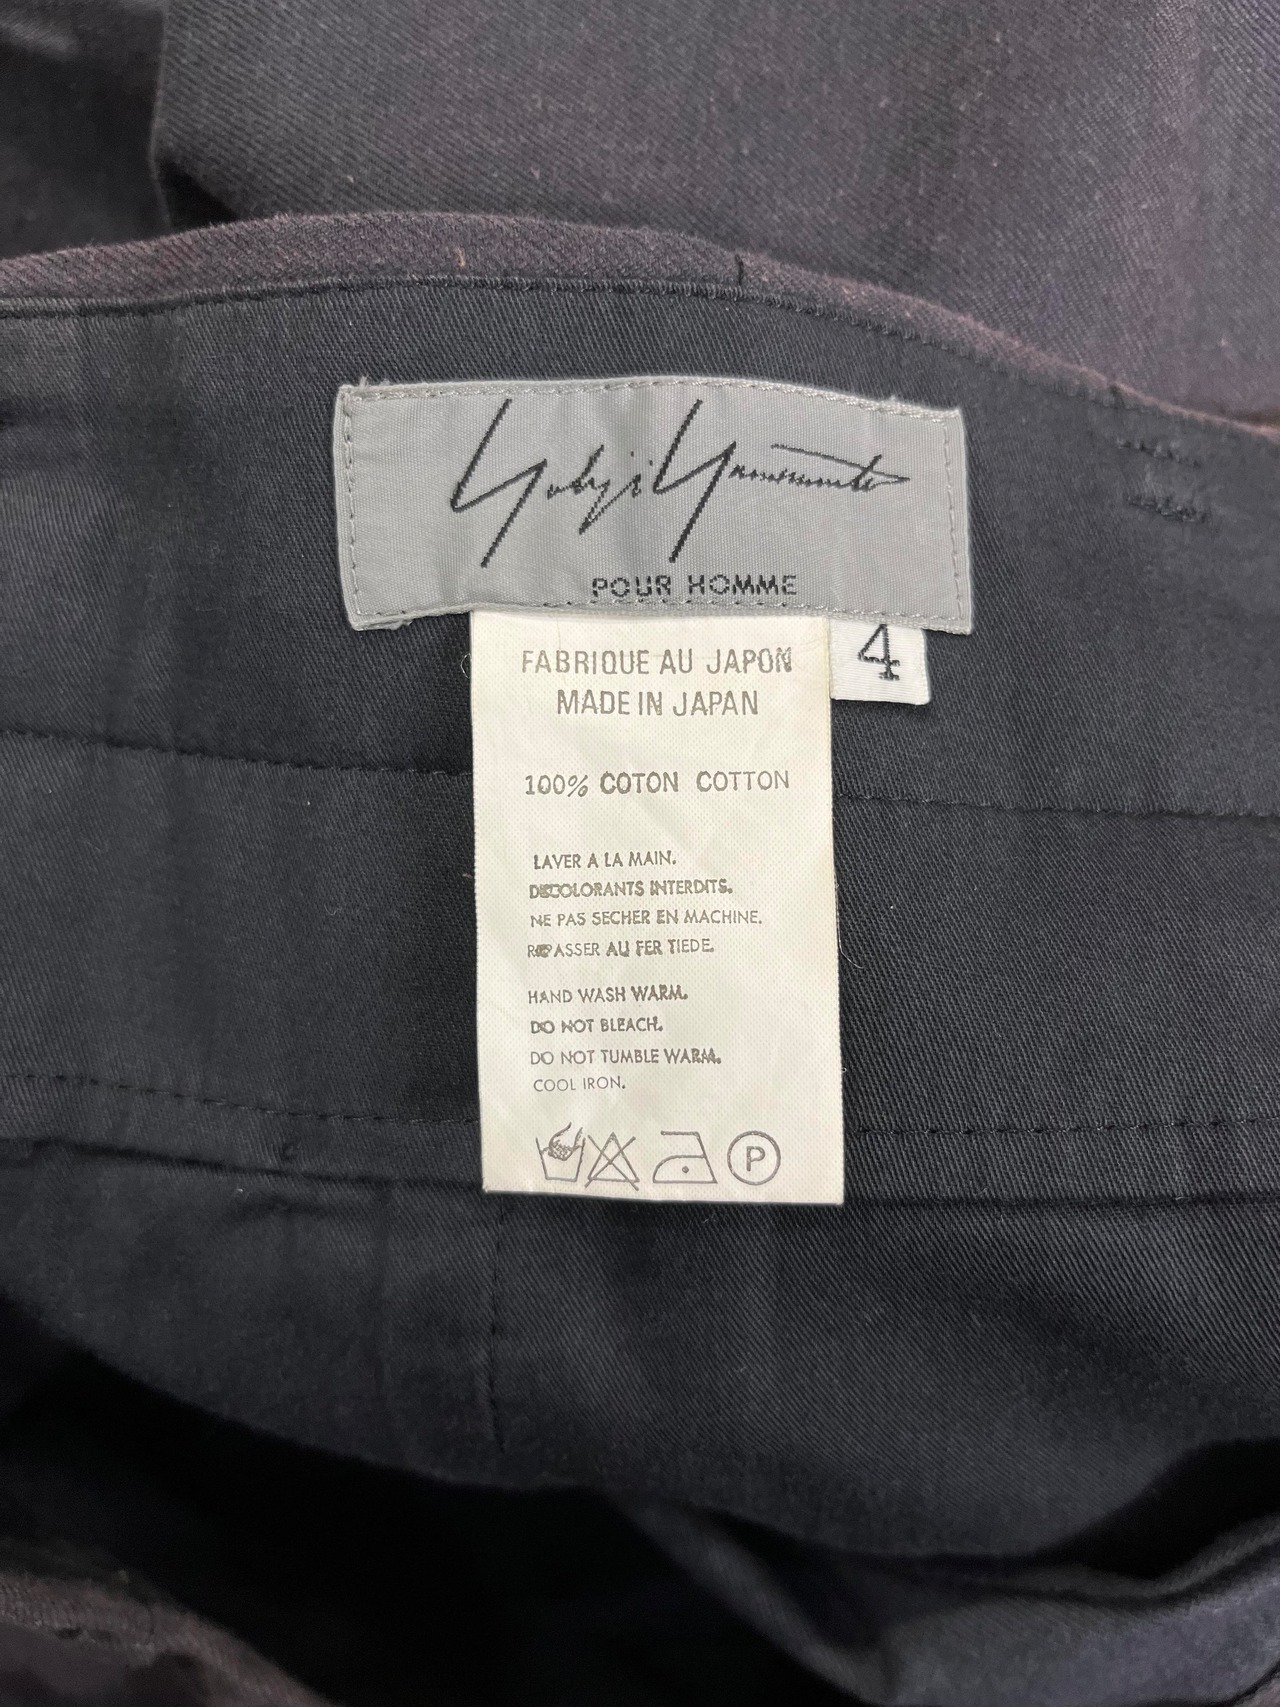 Yohji Yamamoto
POUR HOMME
4
FABRIQUE AU JAPON
MADE IN JAPAN
100% COTON COTTON
LAVER A LA MAIN.
DECOLORANTS INTERDITS.
NE PAS SECHER EN MACHINE.
REPASSER AU FER TIEDE.
HAND WASH WARM.
DO NOT BLEACH.
DO NOT TUMBLE WARM.
COOL IRON.
P